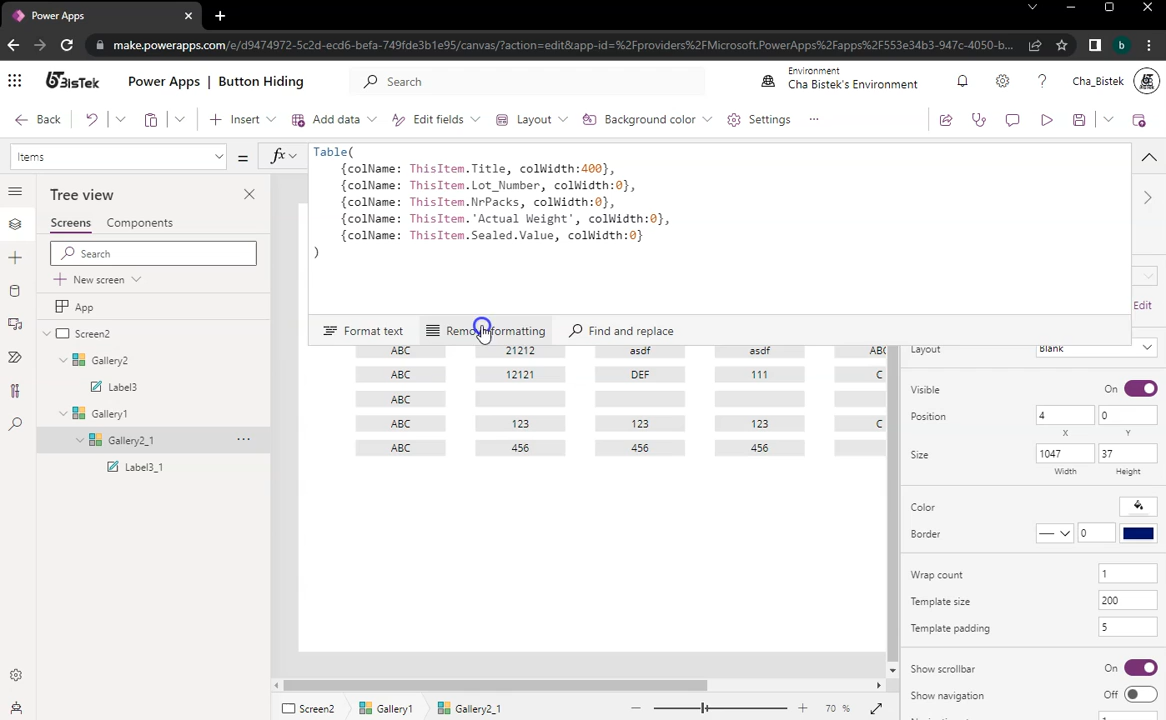 Power Apps
make.powerapps.com/e/d9474972-5c2d-ecd6-befa-749fde3b1e95/canvas/?action=edit&app-id=%2Fproviders%2FMicrosoft.PowerApps%2Fapps%2F553e34b3-947c-4050-b...
b
BisTek
Power Apps | Button Hiding
Search
Environment
Cha Bistek's Environment
Cha_Bistek
Back
Insert
Add data
Edit fields
Layout
Background color
Settings
...
Items
=
fx
Table(
{colName: ThisItem.Title, colWidth:400},
{colName: ThisItem.Lot_Number, colWidth:0},
{colName: ThisItem.NrPacks, colWidth:0},
{colName: ThisItem.'Actual Weight', colWidth:0},
{colName: ThisItem.Sealed.Value, colWidth:0}
)
Format text
Remove formatting
Find and replace
Tree view
Screens
Components
Search
New screen
App
Screen2
Gallery2
Label3
Gallery1
Gallery2_1
Label3_1
ABC 21212 asdf asdf ABC
ABC 12121 DEF 111 C
ABC
ABC 123 123 123 C
ABC 456 456 456
Edit
Layout
Blank
Visible
On
Position
4
0
X
Y
Size
1047
37
Width
Height
Color
Border
0
Wrap count
1
Template size
200
Template padding
5
Show scrollbar
On
Show navigation
Off
Screen2
Gallery1
Gallery2_1
70 %